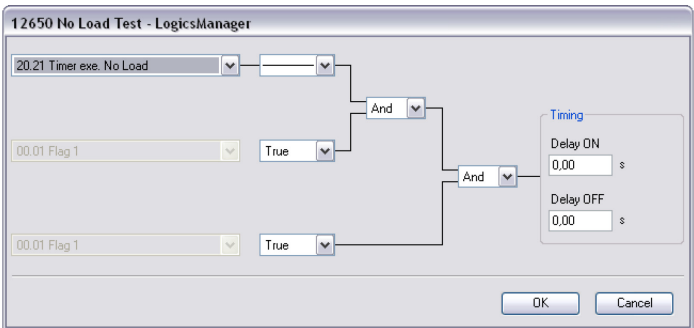 12650 No Load Test - LogicsManager
20.21 Timer exe. No Load
And
Timing
00.01 Flag 1 True
Delay ON
0,00 s
And
Delay OFF
0,00 s
00.01 Flag 1 True
OK Cancel